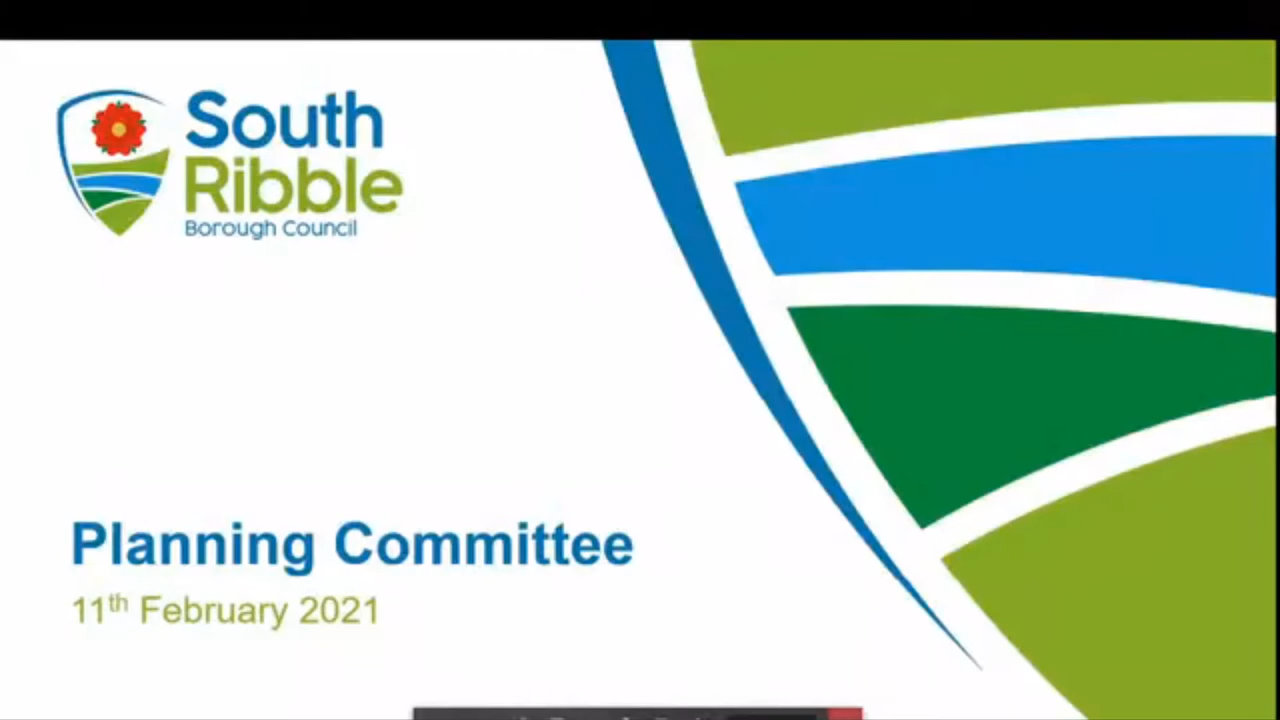 South
Ribble
Borough Council
Planning Committee
11th February 2021